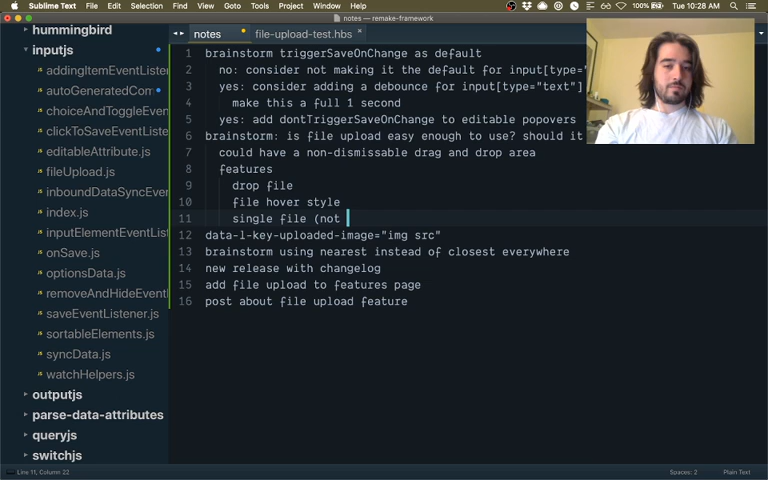 Sublime Text File Edit Selection Find View Goto Tools Project Window Help 100% Tue 10:28 AM
notes — remake-framework
hummingbird
inputjs
addingItemEventListe
autoGeneratedCom
choiceAndToggleEven
clickToSaveEventListe
editableAttribute.js
fileUpload.js
inboundDataSyncEver
index.js
inputElementEventList
onSave.js
optionsData.js
removeAndHideEventl
saveEventListener.js
sortableElements.js
syncData.js
watchHelpers.js
outputjs
parse-data-attributes
queryjs
switchjs
notes file-upload-test.hbs
1 brainstorm triggerSaveOnChange as default
2 no: consider not making it the default for input[type="
3 yes: consider adding a debounce for input[type="text"]
4 make this a full 1 second
5 yes: add dontTriggerSaveOnChange to editable popovers
6 brainstorm: is file upload easy enough to use? should it
7 could have a non-dismissable drag and drop area
8 features
9 drop file
10 file hover style
11 single file (not
12 data-l-key-uploaded-image="img src"
13 brainstorm using nearest instead of closest everywhere
14 new release with changelog
15 add file upload to features page
16 post about file upload feature
Line 11, Column 22 Spaces: 2 Plain Text